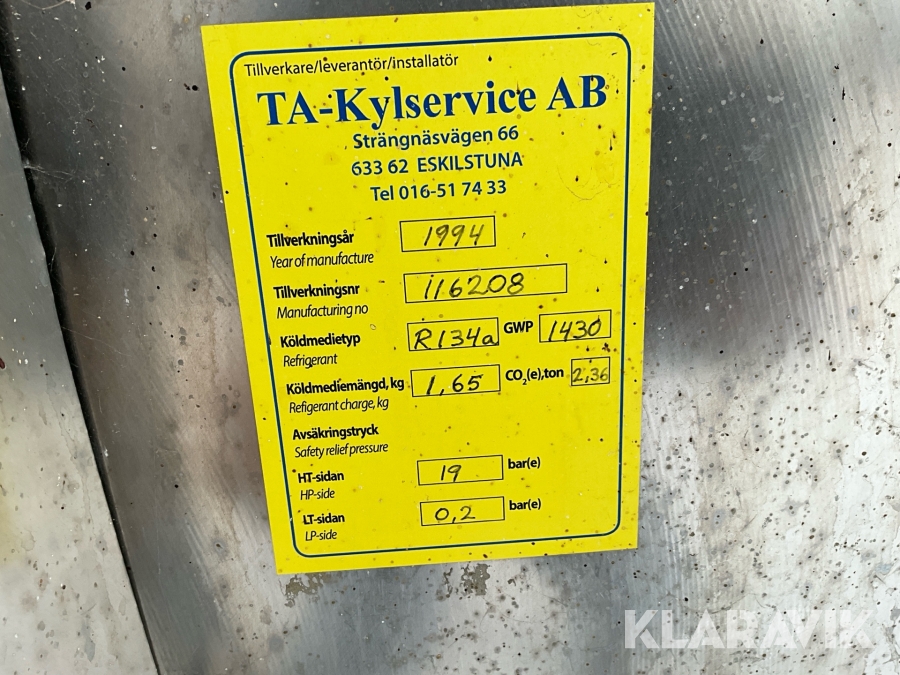 Tillverkare/leverantör/installatör
TA-Kylservice AB
Strängnäsvägen 66
633 62 ESKILSTUNA
Tel 016-51 74 33
Tillverkningsår 1994
Year of manufacture
Tillverkningsnr 116208
Manufacturing no
Köldmedietyp R134a GWP 1430
Refrigerant
Köldmediemängd, kg 1,65 CO2(e),ton 2,36
Refigerant charge, kg
Avsäkringstryck
Safety relief pressure
HT-sidan 19 bar(e)
HP-side
LT-sidan 0,2 bar(e)
LP-side
KLARAVIK